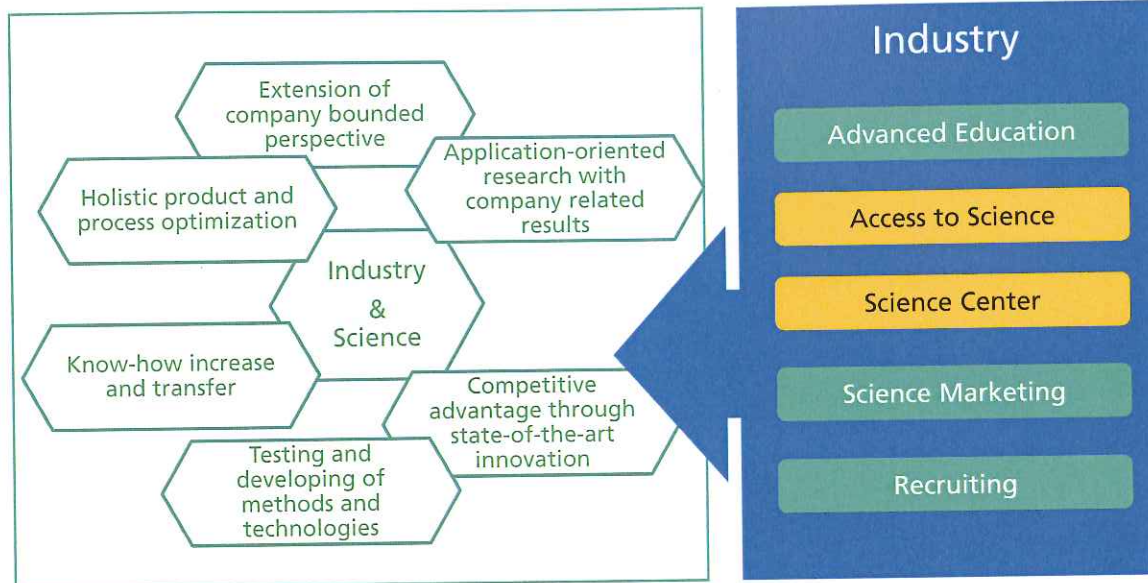 Extension of
company bounded
perspective
Application-oriented
research with
company related
results
Holistic product and
process optimization
Industry
&
Science
Know-how increase
and transfer
Competitive
advantage through
state-of-the-art
innovation
Testing and
developing of
methods and
technologies
Industry
Advanced Education
Access to Science
Science Center
Science Marketing
Recruiting